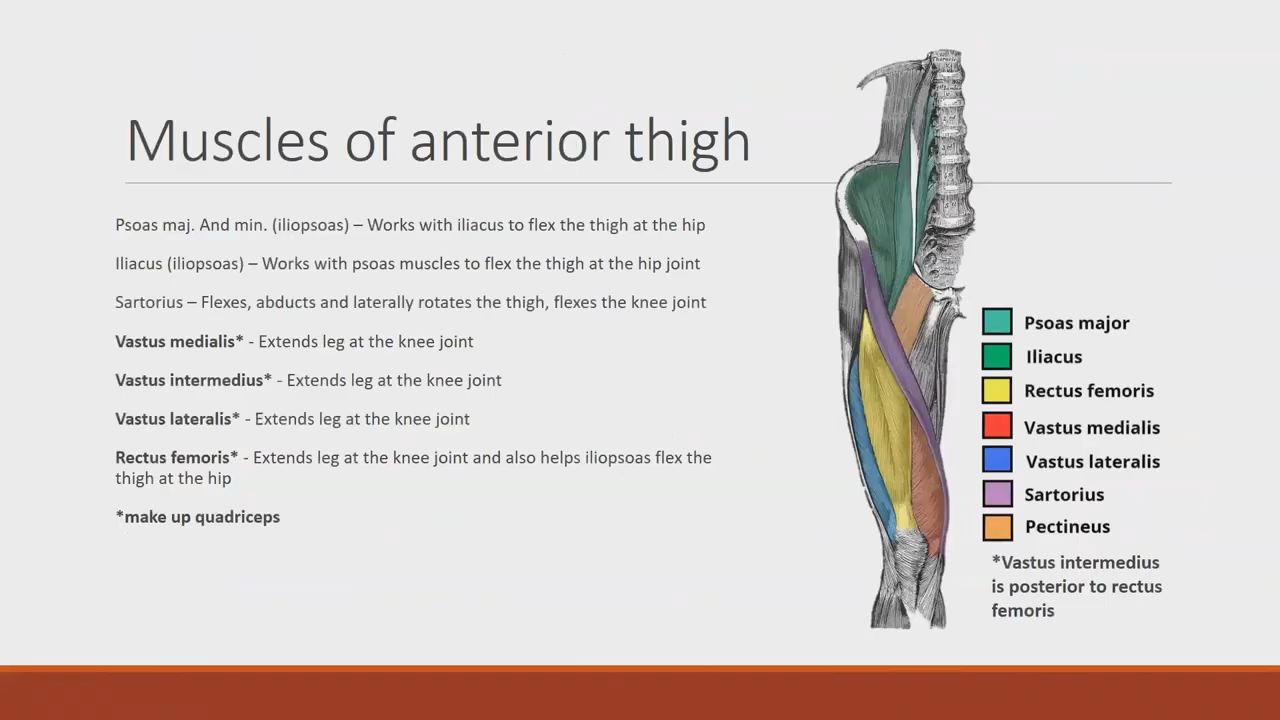 Muscles of anterior thigh
Psoas maj. And min. (iliopsoas) – Works with iliacus to flex the thigh at the hip
Iliacus (iliopsoas) – Works with psoas muscles to flex the thigh at the hip joint
Sartorius – Flexes, abducts and laterally rotates the thigh, flexes the knee joint
Vastus medialis* - Extends leg at the knee joint
Vastus intermedius* - Extends leg at the knee joint
Vastus lateralis* - Extends leg at the knee joint
Rectus femoris* - Extends leg at the knee joint and also helps iliopsoas flex the
thigh at the hip
*make up quadriceps
Psoas major
Iliacus
Rectus femoris
Vastus medialis
Vastus lateralis
Sartorius
Pectineus
*Vastus intermedius
is posterior to rectus
femoris